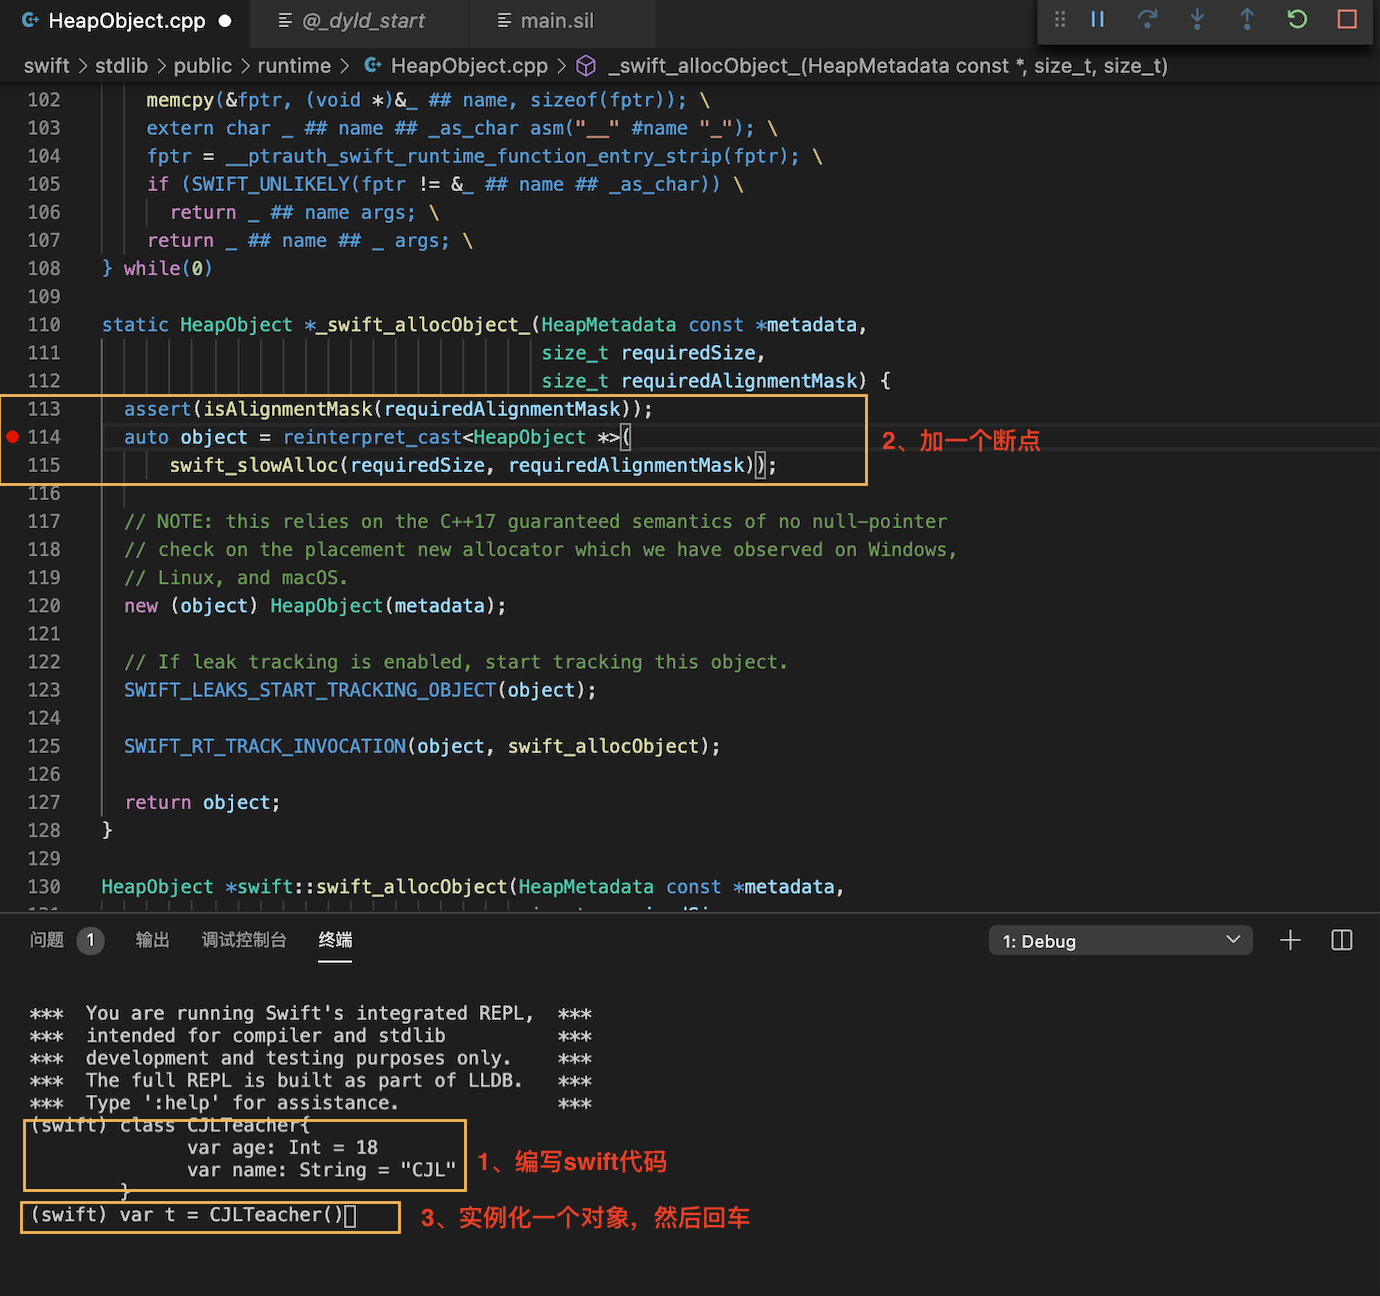 HeapObject.cpp
@_dyld_start
main.sil
swift > stdlib > public > runtime > HeapObject.cpp > _swift_allocObject_(HeapMetadata const *, size_t, size_t)
102 memcpy(&fptr, (void *)&_ ## name, sizeof(fptr)); \
103 extern char _ ## name ## _as_char asm("__" #name "_"); \
104 fptr = __ptrauth_swift_runtime_function_entry_strip(fptr); \
105 if (SWIFT_UNLIKELY(fptr != &_ ## name ## _as_char)) \
106 return _ ## name args; \
107 return _ ## name ## _ args; \
108 } while(0)
109
110 static HeapObject *_swift_allocObject_(HeapMetadata const *metadata,
111 size_t requiredSize,
112 size_t requiredAlignmentMask) {
113 assert(isAlignmentMask(requiredAlignmentMask));
114 auto object = reinterpret_cast<HeapObject *>(
2、加一个断点
115 swift_slowAlloc(requiredSize, requiredAlignmentMask));
116
117 // NOTE: this relies on the C++17 guaranteed semantics of no null-pointer
118 // check on the placement new allocator which we have observed on Windows,
119 // Linux, and macOS.
120 new (object) HeapObject(metadata);
121
122 // If leak tracking is enabled, start tracking this object.
123 SWIFT_LEAKS_START_TRACKING_OBJECT(object);
124
125 SWIFT_RT_TRACK_INVOCATION(object, swift_allocObject);
126
127 return object;
128 }
129
130 HeapObject *swift::swift_allocObject(HeapMetadata const *metadata,
问题 1 输出 调试控制台 终端
1: Debug
*** You are running Swift's integrated REPL, ***
*** intended for compiler and stdlib ***
*** development and testing purposes only. ***
*** The full REPL is built as part of LLDB. ***
*** Type ':help' for assistance. ***
(swift) class CJLTeacher{
var age: Int = 18
var name: String = "CJL"
}
1、编写swift代码
(swift) var t = CJLTeacher()
3、实例化一个对象，然后回车